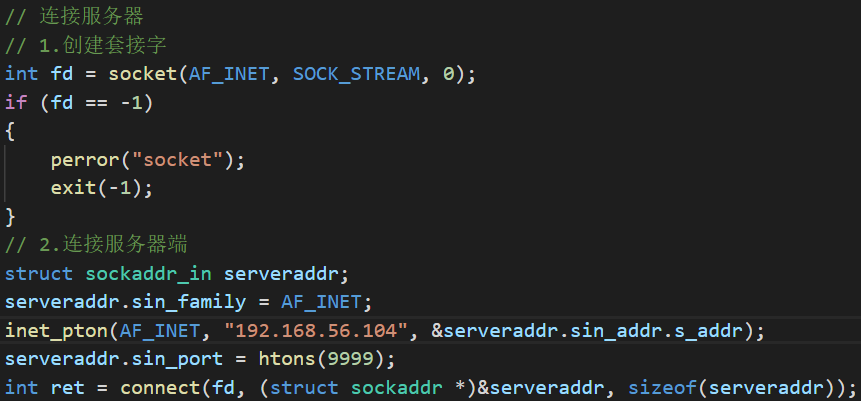 // 连接服务器
// 1.创建套接字
int fd = socket(AF_INET, SOCK_STREAM, 0);
if (fd == -1)
{
    perror("socket");
    exit(-1);
}
// 2.连接服务器端
struct sockaddr_in serveraddr;
serveraddr.sin_family = AF_INET;
inet_pton(AF_INET, "192.168.56.104", &serveraddr.sin_addr.s_addr);
serveraddr.sin_port = htons(9999);
int ret = connect(fd, (struct sockaddr *)&serveraddr, sizeof(serveraddr));